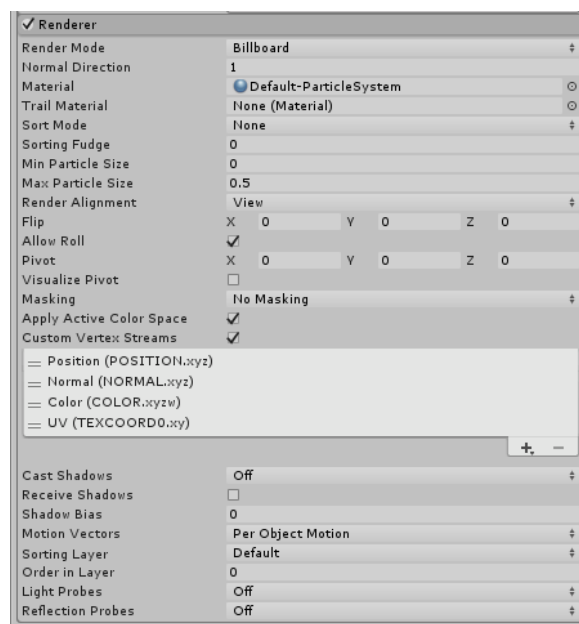 Renderer
Render Mode Billboard
Normal Direction 1
Material Default-ParticleSystem
Trail Material None (Material)
Sort Mode None
Sorting Fudge 0
Min Particle Size 0
Max Particle Size 0.5
Render Alignment View
Flip X 0 Y 0 Z 0
Allow Roll
Pivot X 0 Y 0 Z 0
Visualize Pivot
Masking No Masking
Apply Active Color Space
Custom Vertex Streams
Position (POSITION.xyz)
Normal (NORMAL.xyz)
Color (COLOR.xyzw)
UV (TEXCOORD0.xy)
Cast Shadows Off
Receive Shadows
Shadow Bias 0
Motion Vectors Per Object Motion
Sorting Layer Default
Order in Layer 0
Light Probes Off
Reflection Probes Off